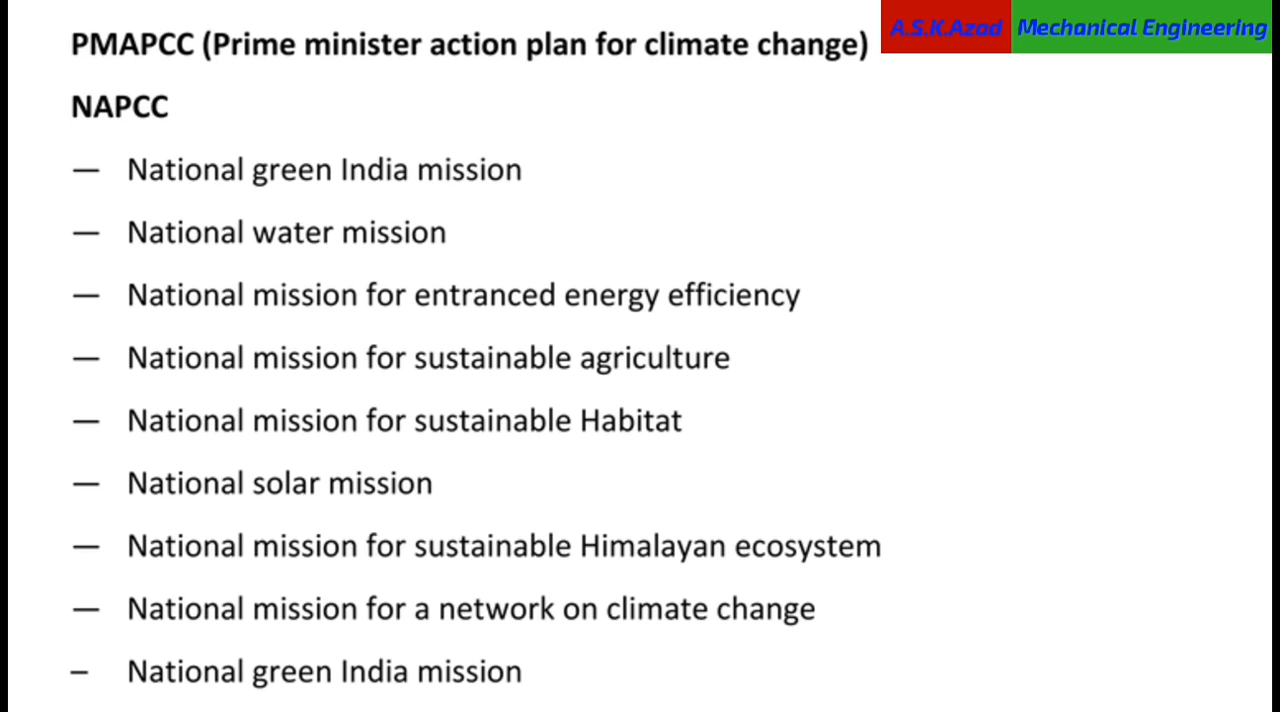 PMAPCC (Prime minister action plan for climate change)
A.S.K.Azad Mechanical Engineering
NAPCC
— National green India mission
— National water mission
— National mission for entranced energy efficiency
— National mission for sustainable agriculture
— National mission for sustainable Habitat
— National solar mission
— National mission for sustainable Himalayan ecosystem
— National mission for a network on climate change
– National green India mission